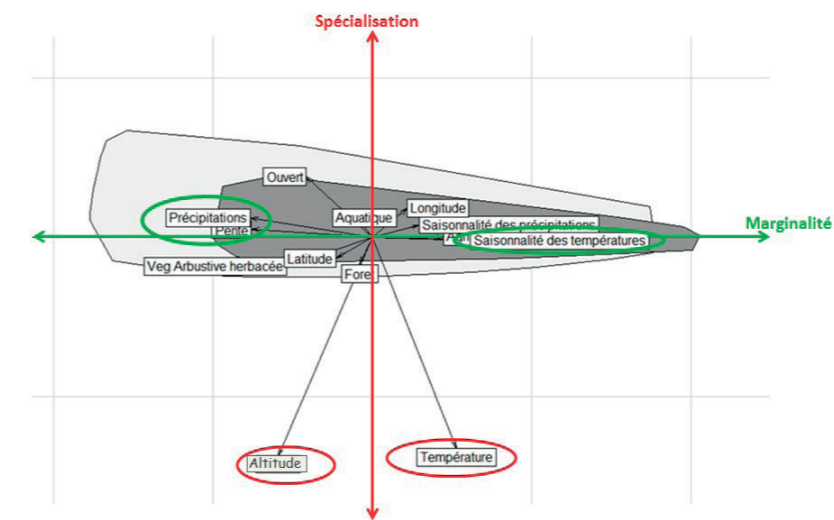 Spécialisation
Ouvert
Précipitations
Aquatique
Longitude
Saisonnalité des précipitations
Marginalité
Pente
Saisonnalité des températures
Veg Arbustive herbacée
Latitude
Foret
Altitude
Température